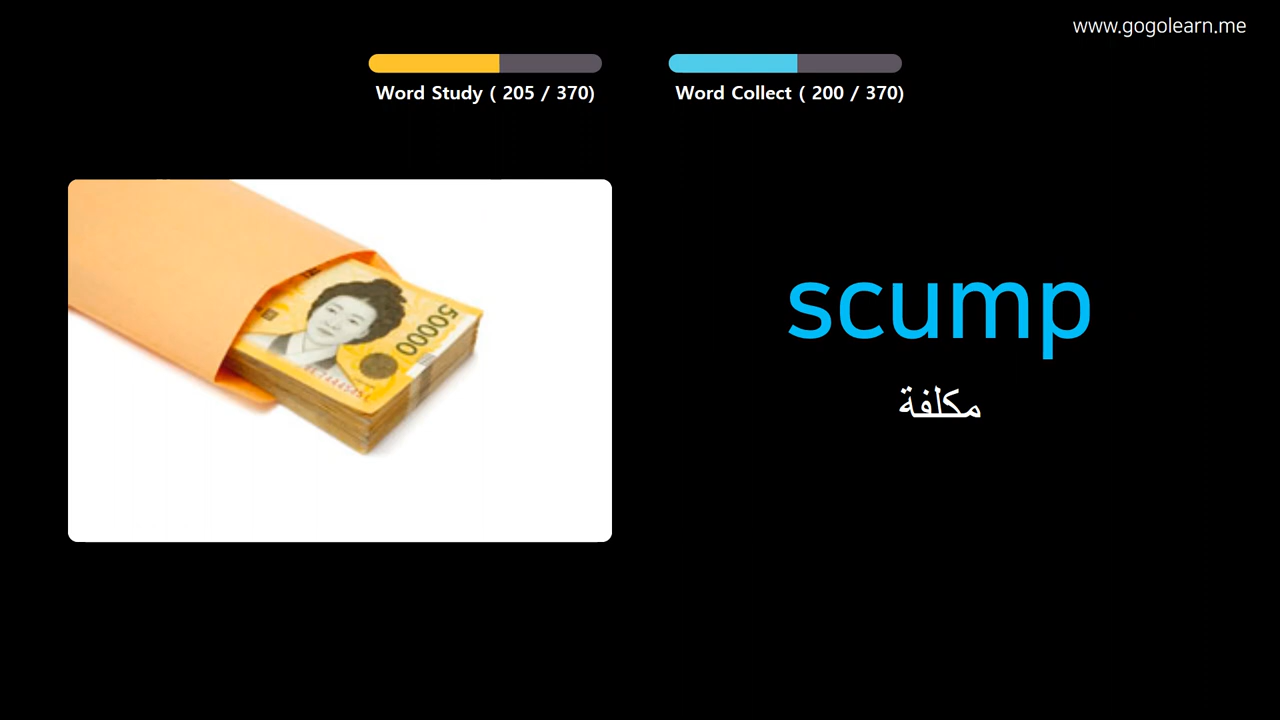 www.gogolearn.me
Word Study ( 205 / 370)
Word Collect ( 200 / 370)
50000
scump
مكلفة